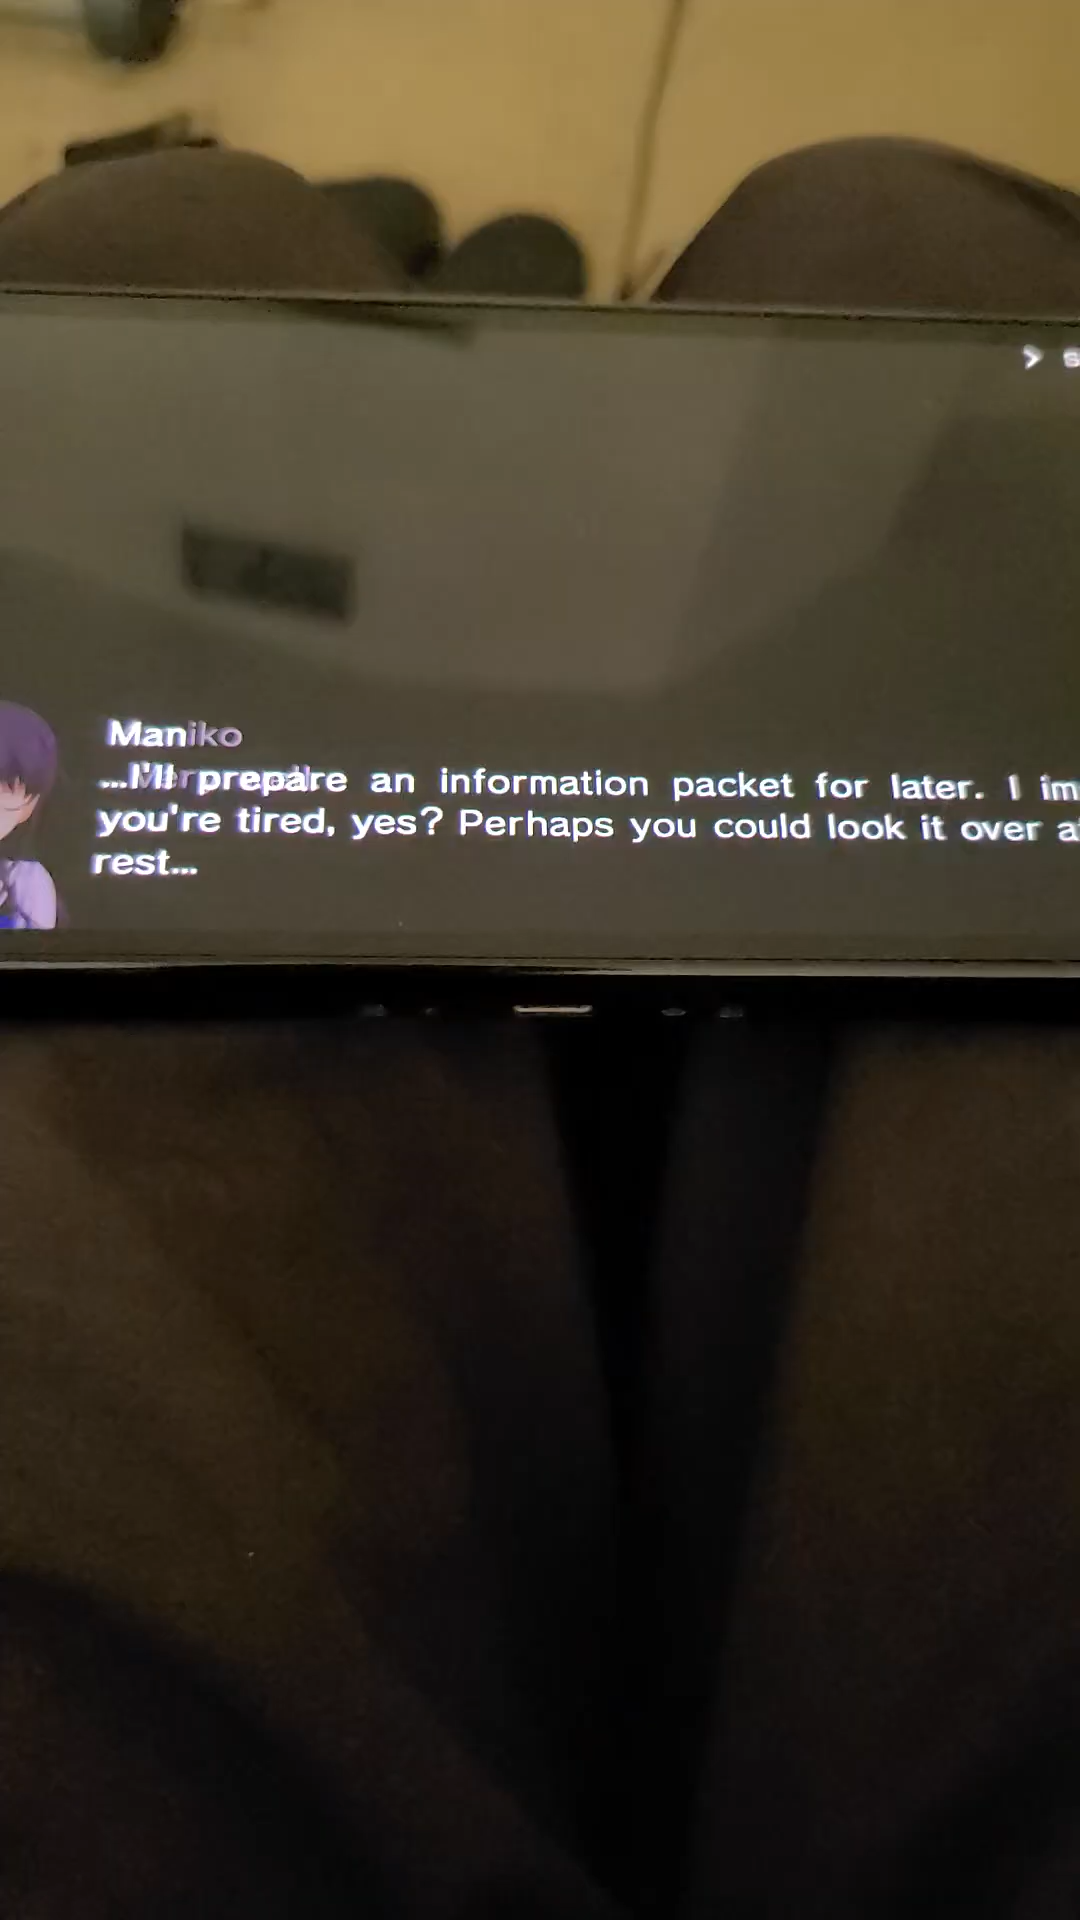 > s
Maniko
...I'll prepare an information packet for later. I im
you're tired, yes? Perhaps you could look it over a
rest...